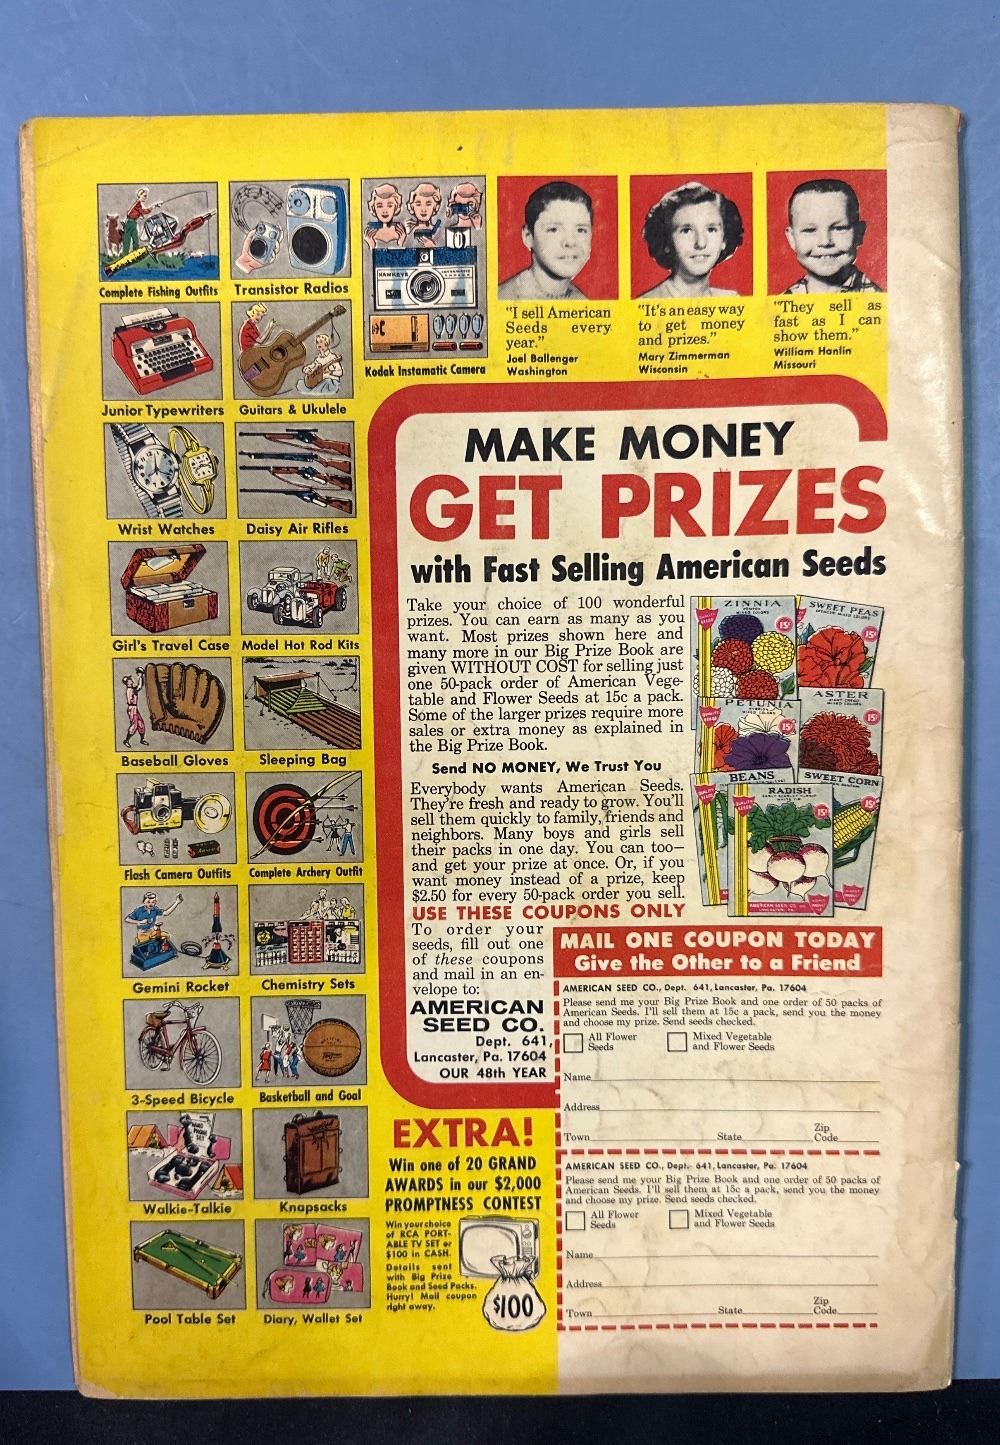 Complete Fishing Outfits
Transistor Radios
HAWKEYE
INSTAMATIC
CAMERA
Kodak Instamatic Camera
Junior Typewriters
Guitars & Ukulele
Wrist Watches
Daisy Air Rifles
Girl's Travel Case
Model Hot Rod Kits
Baseball Gloves
Sleeping Bag
Flash Camera Outfits
Complete Archery Outfit
Gemini Rocket
Chemistry Sets
3-Speed Bicycle
Basketball and Goal
Walkie-Talkie
Knapsacks
Pool Table Set
Diary, Wallet Set
"I sell American
Seeds every
year."
Joel Ballenger
Washington
"It's an easy way
to get money
and prizes."
Mary Zimmerman
Wisconsin
"They sell as
fast as I can
show them."
William Hanlin
Missouri
MAKE MONEY
GET PRIZES
with Fast Selling American Seeds
Take your choice of 100 wonderful
prizes. You can earn as many as you
want. Most prizes shown here and
many more in our Big Prize Book are
given WITHOUT COST for selling just
one 50-pack order of American Vege-
table and Flower Seeds at 15c a pack.
Some of the larger prizes require more
sales or extra money as explained in
the Big Prize Book.
Send NO MONEY, We Trust You
Everybody wants American Seeds.
They're fresh and ready to grow. You'll
sell them quickly to family, friends and
neighbors. Many boys and girls sell
their packs in one day. You can too—
and get your prize at once. Or, if you
want money instead of a prize, keep
$2.50 for every 50-pack order you sell.
USE THESE COUPONS ONLY
To order your
seeds, fill out one
of these coupons
and mail in an en-
velope to:
AMERICAN
SEED CO.
Dept. 641,
Lancaster, Pa. 17604
OUR 48th YEAR
ZINNIA
MIXED COLORS
15¢
SWEET PEAS
15¢
PETUNIA
MIXED COLORS
15¢
ASTER
MIXED COLORS
15¢
BEANS
SWEET CORN
15¢
RADISH
15¢
AMERICAN SEED CO.
LANCASTER, PA.
MAIL ONE COUPON TODAY
Give the Other to a Friend
AMERICAN SEED CO., Dept. 641, Lancaster, Pa. 17604
Please send me your Big Prize Book and one order of 50 packs of
American Seeds. I'll sell them at 15c a pack, send you the money
and choose my prize. Send seeds checked.
All Flower
Seeds
Mixed Vegetable
and Flower Seeds
Name
Address
Town State Zip
Code
AMERICAN SEED CO., Dept. 641, Lancaster, Pa. 17604
Please send me your Big Prize Book and one order of 50 packs of
American Seeds. I'll sell them at 15c a pack, send you the money
and choose my prize. Send seeds checked.
All Flower
Seeds
Mixed Vegetable
and Flower Seeds
Name
Address
Town State Zip
Code
EXTRA!
Win one of 20 GRAND
AWARDS in our $2,000
PROMPTNESS CONTEST
Win your choice
of RCA PORT-
ABLE TV SET or
$100 in CASH.
Details sent
with Big Prize
Book and Seed Packs.
Hurry! Mail coupon
right away.
$100